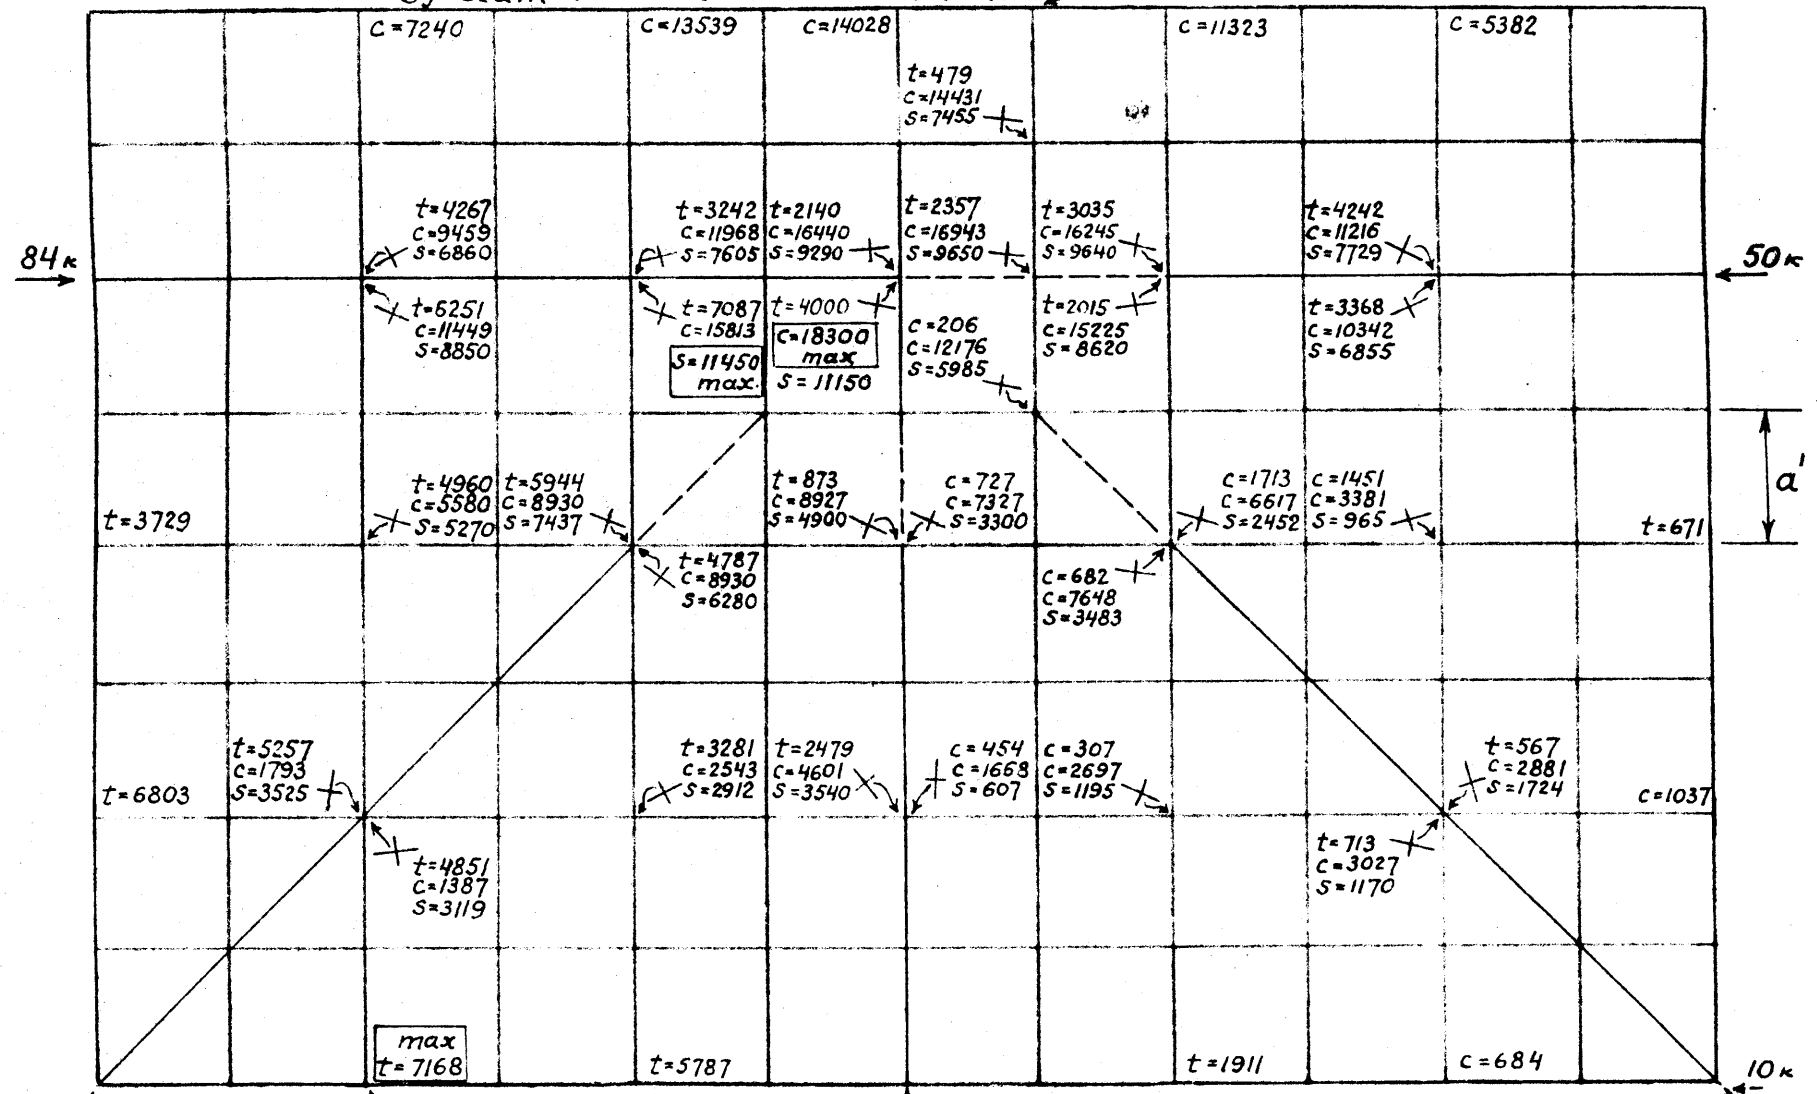 c=7240
c=13539
c=14028
c=11323
c=5382
t=479
c=14431
s=7455
t=4267
c=9459
s=6860
t=3242
c=11968
s=7605
t=2140
c=16440
s=9290
t=2357
c=16943
s=9650
t=3035
c=16245
s=9640
t=4242
c=11216
s=7729
84K
50K
t=6251
c=11449
s=8850
t=7087
c=15813
s=11450
max.
t=4000
c=18300
max
s=11150
c=206
c=12176
s=5985
t=2015
c=15225
s=8620
t=3368
c=10342
s=6855
a'
t=3729
t=4960
c=5580
s=5270
t=5944
c=8930
s=7437
t=873
c=8927
s=4900
c=727
c=7327
s=3300
c=1713
c=6617
s=2452
c=1451
c=3381
s=965
t=671
t=4787
c=8930
s=6280
c=682
c=7648
s=3483
t=6803
t=5257
c=1793
s=3525
t=3281
c=2543
s=2912
t=2479
c=4601
s=3540
c=454
c=1668
s=607
c=307
c=2697
s=1195
t=567
c=2881
s=1724
c=1037
t=4851
c=1387
s=3119
t=713
c=3027
s=1170
max
t=7168
t=5787
t=1911
c=684
10K